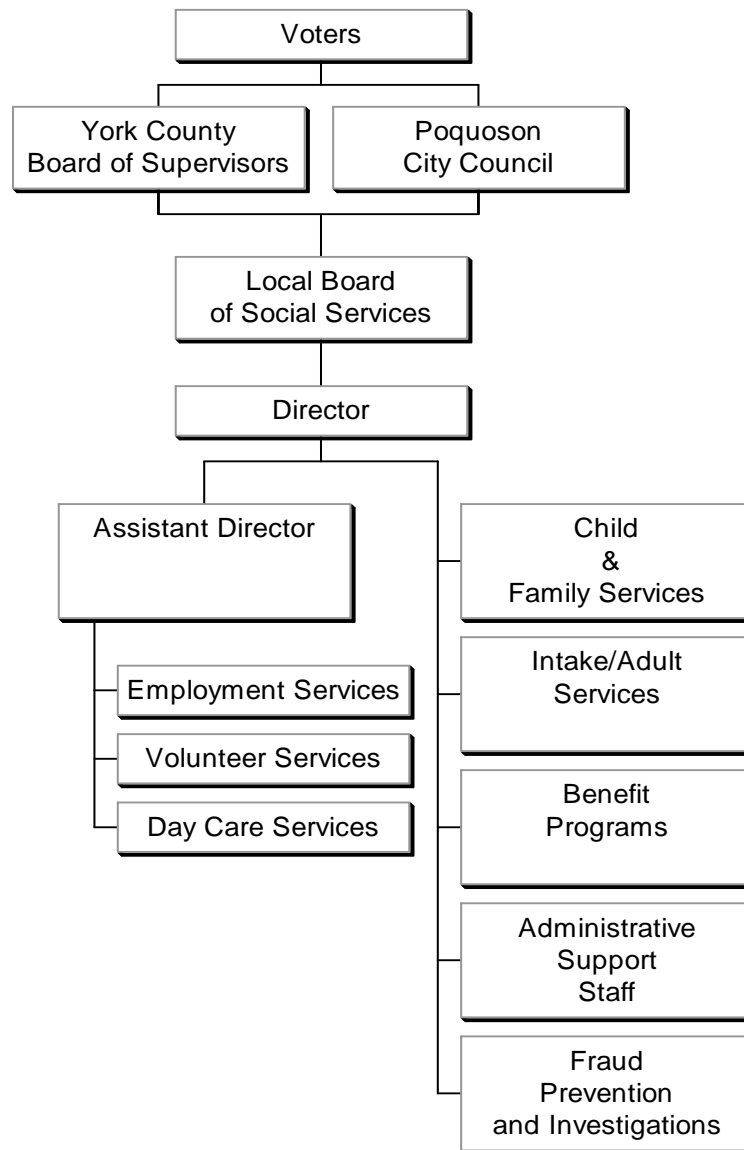 Voters
York County
Board of Supervisors
Poquoson
City Council
Local Board
of Social Services
Director
Assistant Director
Employment Services
Volunteer Services
Day Care Services
Child
&
Family Services
Intake/Adult
Services
Benefit
Programs
Administrative
Support
Staff
Fraud
Prevention
and Investigations